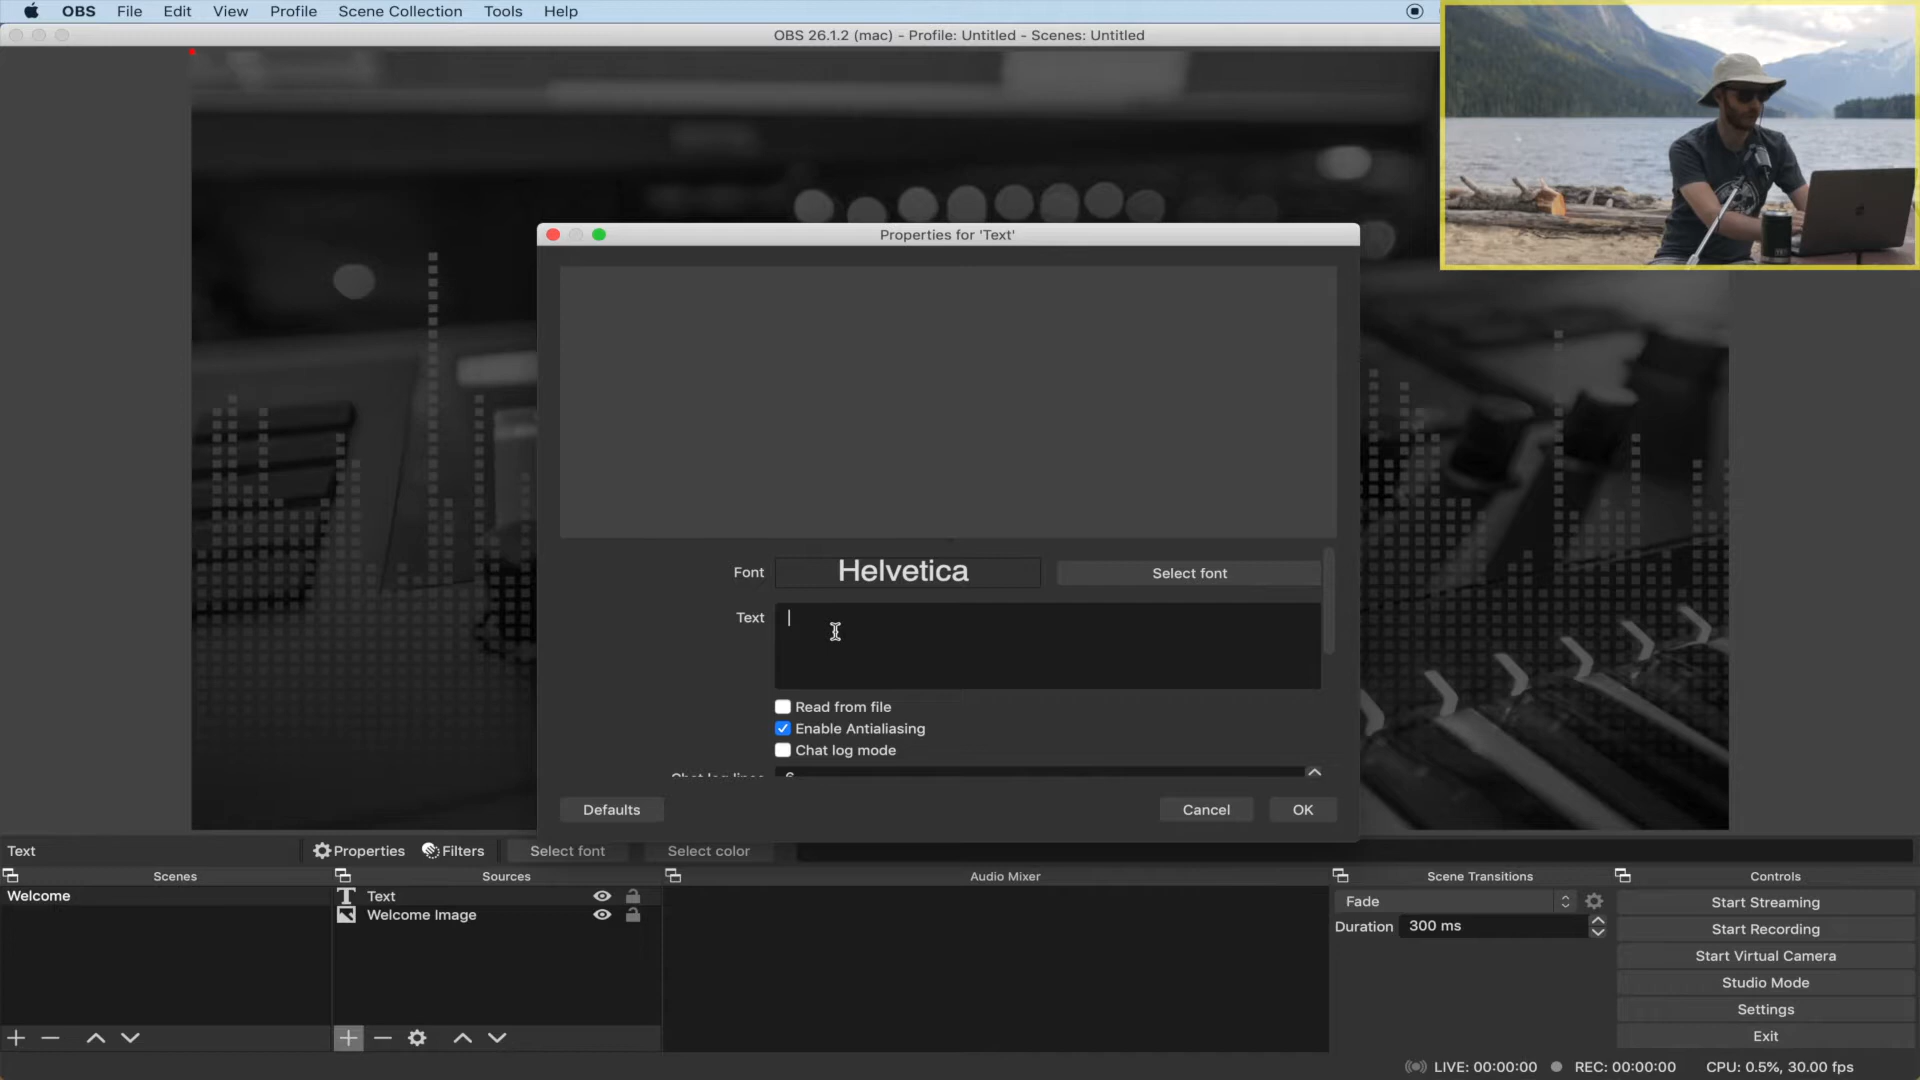 OBS File Edit View Profile Scene Collection Tools Help
OBS 26.1.2 (mac) - Profile: Untitled - Scenes: Untitled
Properties for 'Text'
Font Helvetica Select font
Text
Read from file
Enable Antialiasing
Chat log mode
Chat log lines 6
Defaults Cancel OK
Text Properties Filters Select font Select color
Scenes Sources Audio Mixer Scene Transitions Controls
Welcome
Text
Welcome Image
Fade
Duration 300 ms
Start Streaming
Start Recording
Start Virtual Camera
Studio Mode
Settings
Exit
LIVE: 00:00:00 REC: 00:00:00 CPU: 0.5%, 30.00 fps